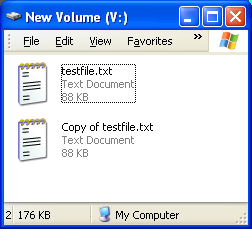 New Volume (V:)
File Edit View Favorites »
testfile.txt
Text Document
88 KB
Copy of testfile.txt
Text Document
88 KB
2 176 KB My Computer